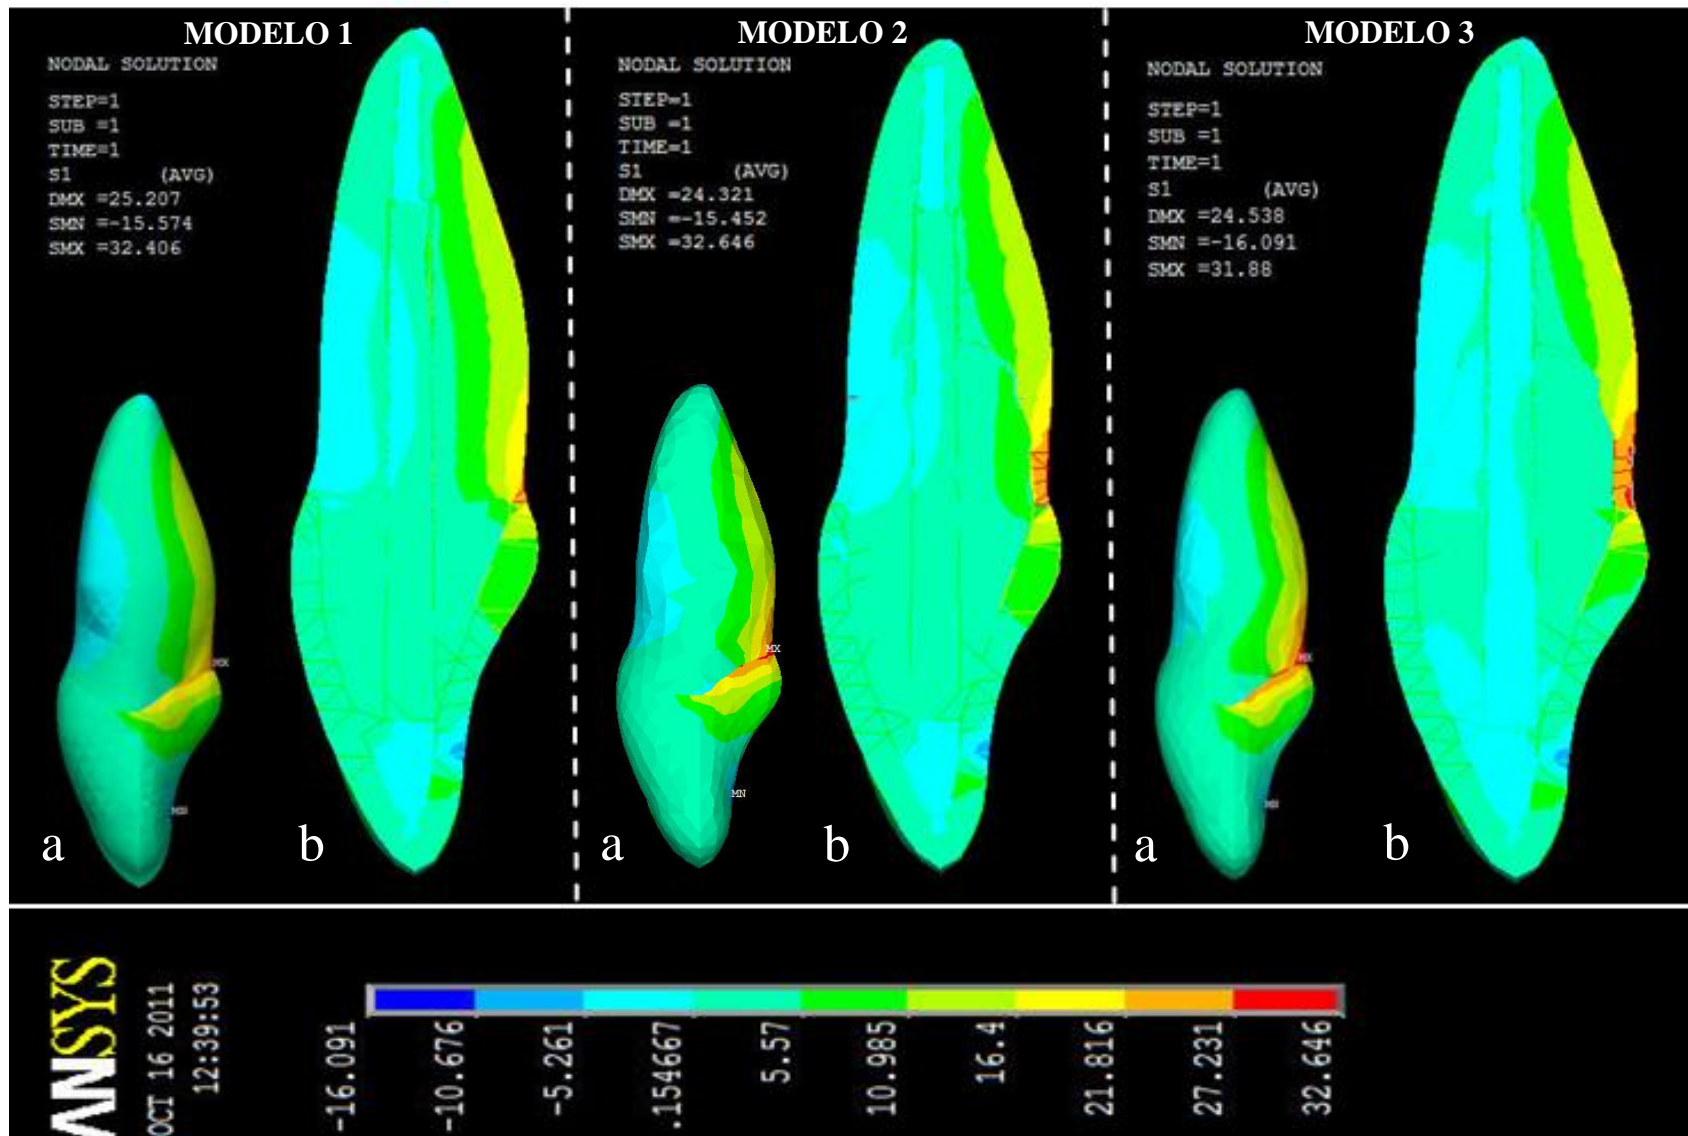 MODELO 1
NODAL SOLUTION
STEP=1
SUB =1
TIME=1
S1 (AVG)
DMX =25.207
SMN =-15.574
SMX =32.406
MX
a
b
MODELO 2
NODAL SOLUTION
STEP=1
SUB =1
TIME=1
S1 (AVG)
DMX =24.321
SMN =-15.452
SMX =32.646
MX
MN
a
b
MODELO 3
NODAL SOLUTION
STEP=1
SUB =1
TIME=1
S1 (AVG)
DMX =24.538
SMN =-16.091
SMX =31.88
MX
a
b
ANSYS
OCT 16 2011
12:39:53
-16.091
-10.676
-5.261
.154667
5.57
10.985
16.4
21.816
27.231
32.646